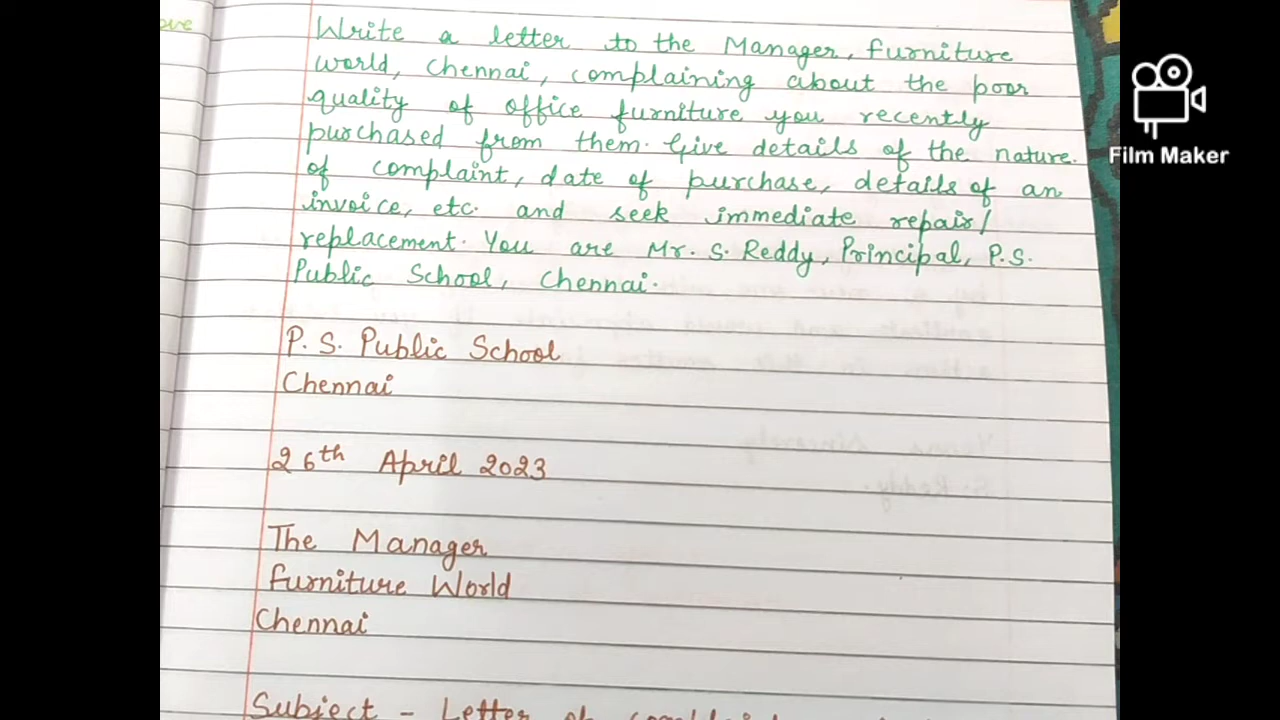 ove
Write a letter to the Manager, furniture
world, Chennai, complaining about the poor
quality of office furniture you recently
purchased from them. Give details of the nature
of complaint, date of purchase, details of an
invoice, etc. and seek immediate repair/
replacement. You are Mr. S. Reddy, Principal, P.S.
Public School, Chennai.
P. S. Public School
Chennai
26th April 2023
The Manager
Furniture World
Chennai
Subject - Letter of
Film Maker